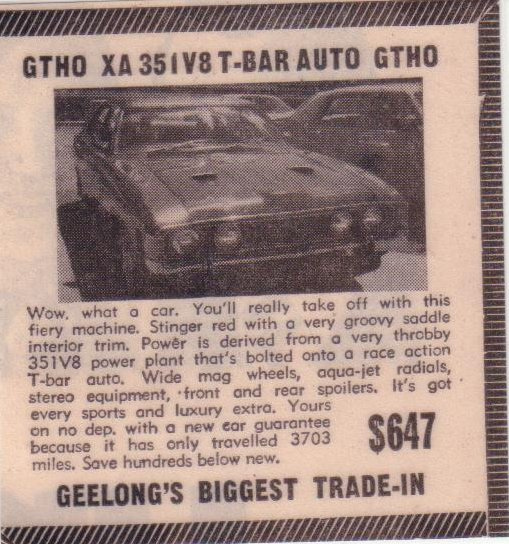 GTHO XA 351V8 T-BAR AUTO GTHO
Wow, what a car. You'll really take off with this
fiery machine. Stinger red with a very groovy saddle
interior trim. Power is derived from a very throbby
351V8 power plant that's bolted onto a race action
T-bar auto. Wide mag wheels, aqua-jet radials,
stereo equipment, front and rear spoilers. It's got
every sports and luxury extra. Yours
on no dep. with a new car guarantee
because it has only travelled 3703
miles. Save hundreds below new.
$647
GEELONG'S BIGGEST TRADE-IN